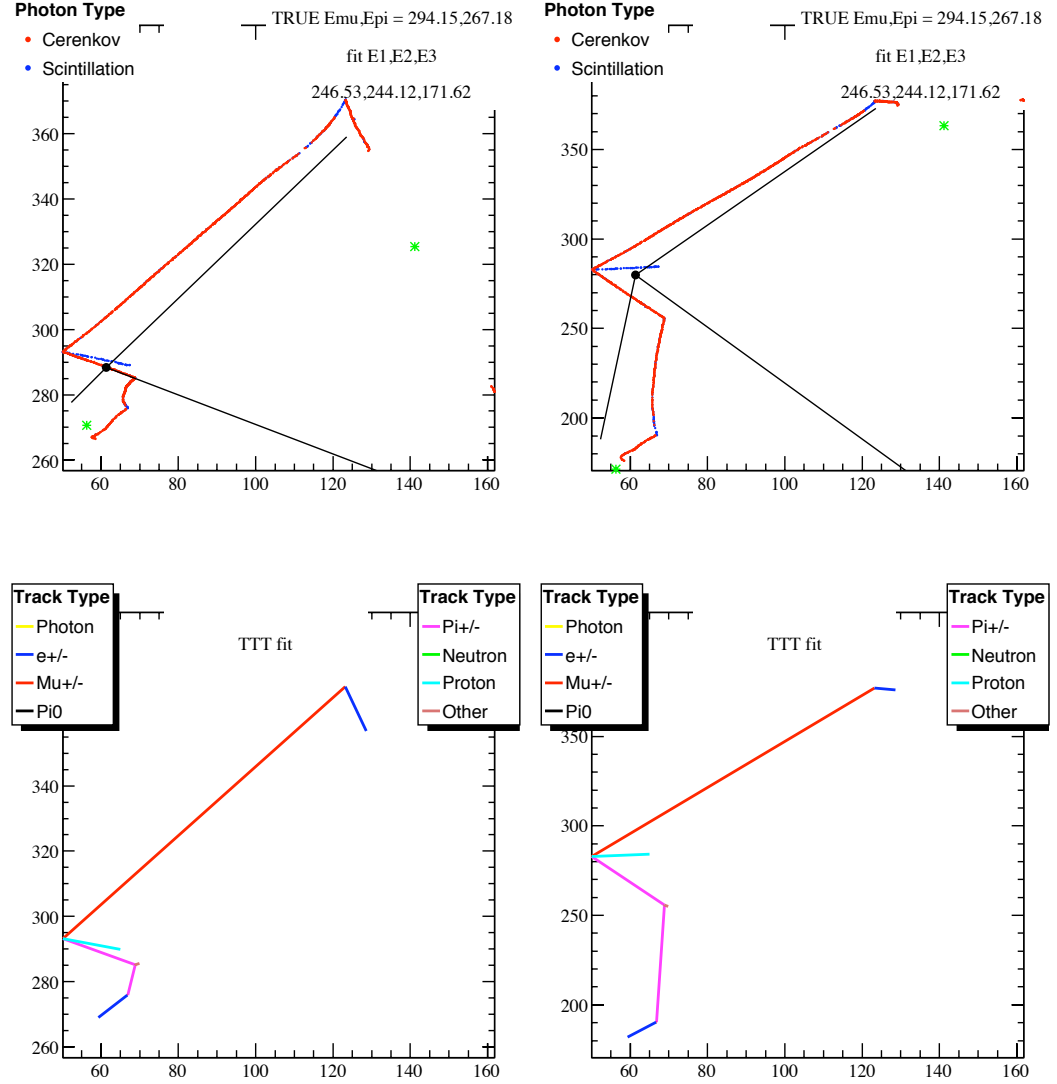 Photon Type
Cerenkov
Scintillation
TRUE Emu,Epi = 294.15,267.18
fit E1,E2,E3
246.53,244.12,171.62
360
340
320
300
280
260
60
80
100
120
140
160
Photon Type
Cerenkov
Scintillation
TRUE Emu,Epi = 294.15,267.18
fit E1,E2,E3
246.53,244.12,171.62
350
300
250
200
60
80
100
120
140
160
Track Type
Photon
e+/-
Mu+/-
Pi0
TTT fit
Track Type
Pi+/-
Neutron
Proton
Other
340
320
300
280
260
60
80
100
120
140
160
Track Type
Photon
e+/-
Mu+/-
Pi0
TTT fit
Track Type
Pi+/-
Neutron
Proton
Other
350
300
250
200
60
80
100
120
140
160